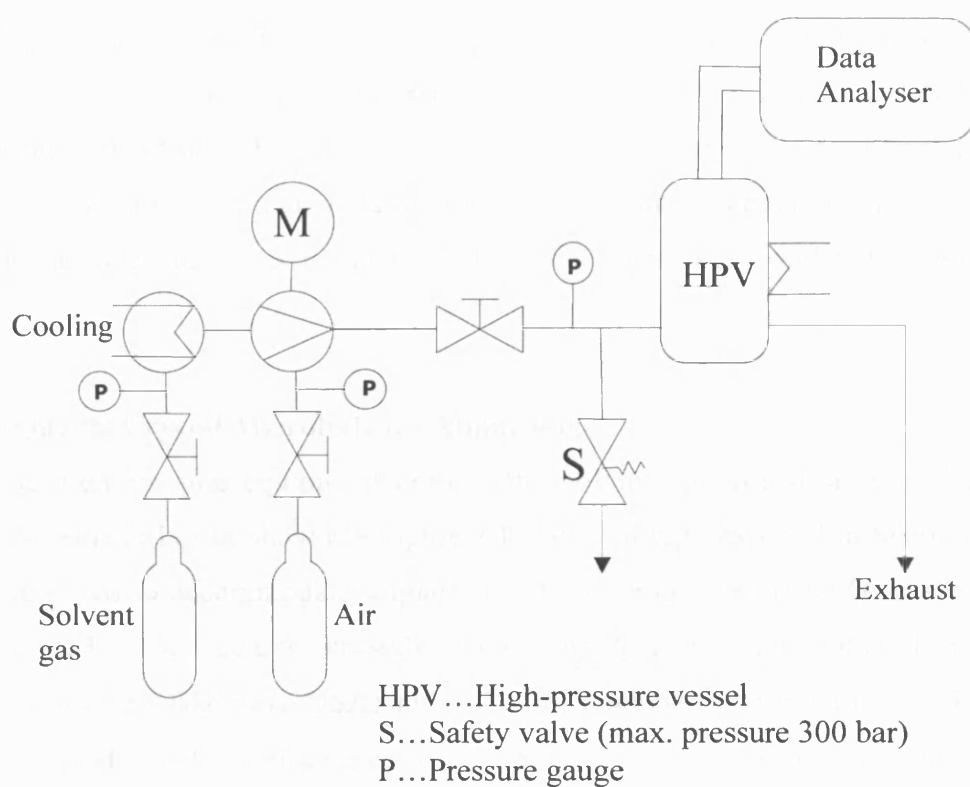 Data
Analyser
M
P
HPV
Cooling
P
P
S
Solvent
gas
Air
Exhaust
HPV...High-pressure vessel
S...Safety valve (max. pressure 300 bar)
P...Pressure gauge